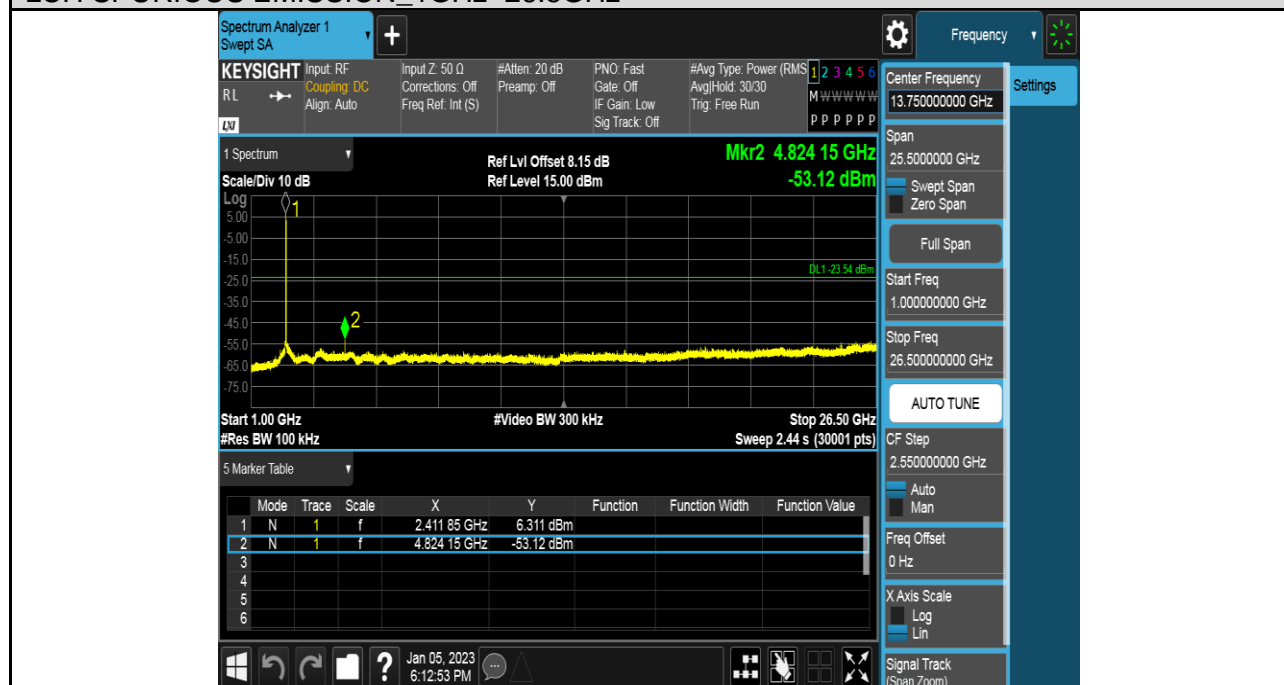 Spectrum Analyzer 1
Swept SA
+
Frequency
KEYSIGHT
RL
LXI
Input: RF
Coupling: DC
Align: Auto
Input Z: 50 Ω
Corrections: Off
Freq Ref: Int (S)
#Atten: 20 dB
Preamp: Off
PNO: Fast
Gate: Off
IF Gain: Low
Sig Track: Off
#Avg Type: Power (RMS
Avg|Hold: 30/30
Trig: Free Run
1 2 3 4 5 6
M W W W W W
P P P P P P
1 Spectrum
Scale/Div 10 dB
Ref Lvl Offset 8.15 dB
Ref Level 15.00 dBm
Mkr2 4.824 15 GHz
-53.12 dBm
Log
5.00
-5.00
-15.0
-25.0
-35.0
-45.0
-55.0
-65.0
-75.0
1
2
DL1 -23.54 dBm
Start 1.00 GHz
#Video BW 300 kHz
Stop 26.50 GHz
#Res BW 100 kHz
Sweep 2.44 s (30001 pts)
5 Marker Table
Mode Trace Scale X Y Function Function Width Function Value
1 N 1 f 2.411 85 GHz 6.311 dBm
2 N 1 f 4.824 15 GHz -53.12 dBm
3
4
5
6
?
Jan 05, 2023
6:12:53 PM
Center Frequency
13.750000000 GHz
Settings
Span
25.5000000 GHz
Swept Span
Zero Span
Full Span
Start Freq
1.000000000 GHz
Stop Freq
26.500000000 GHz
AUTO TUNE
CF Step
2.550000000 GHz
Auto
Man
Freq Offset
0 Hz
X Axis Scale
Log
Lin
Signal Track
(Span Zoom)